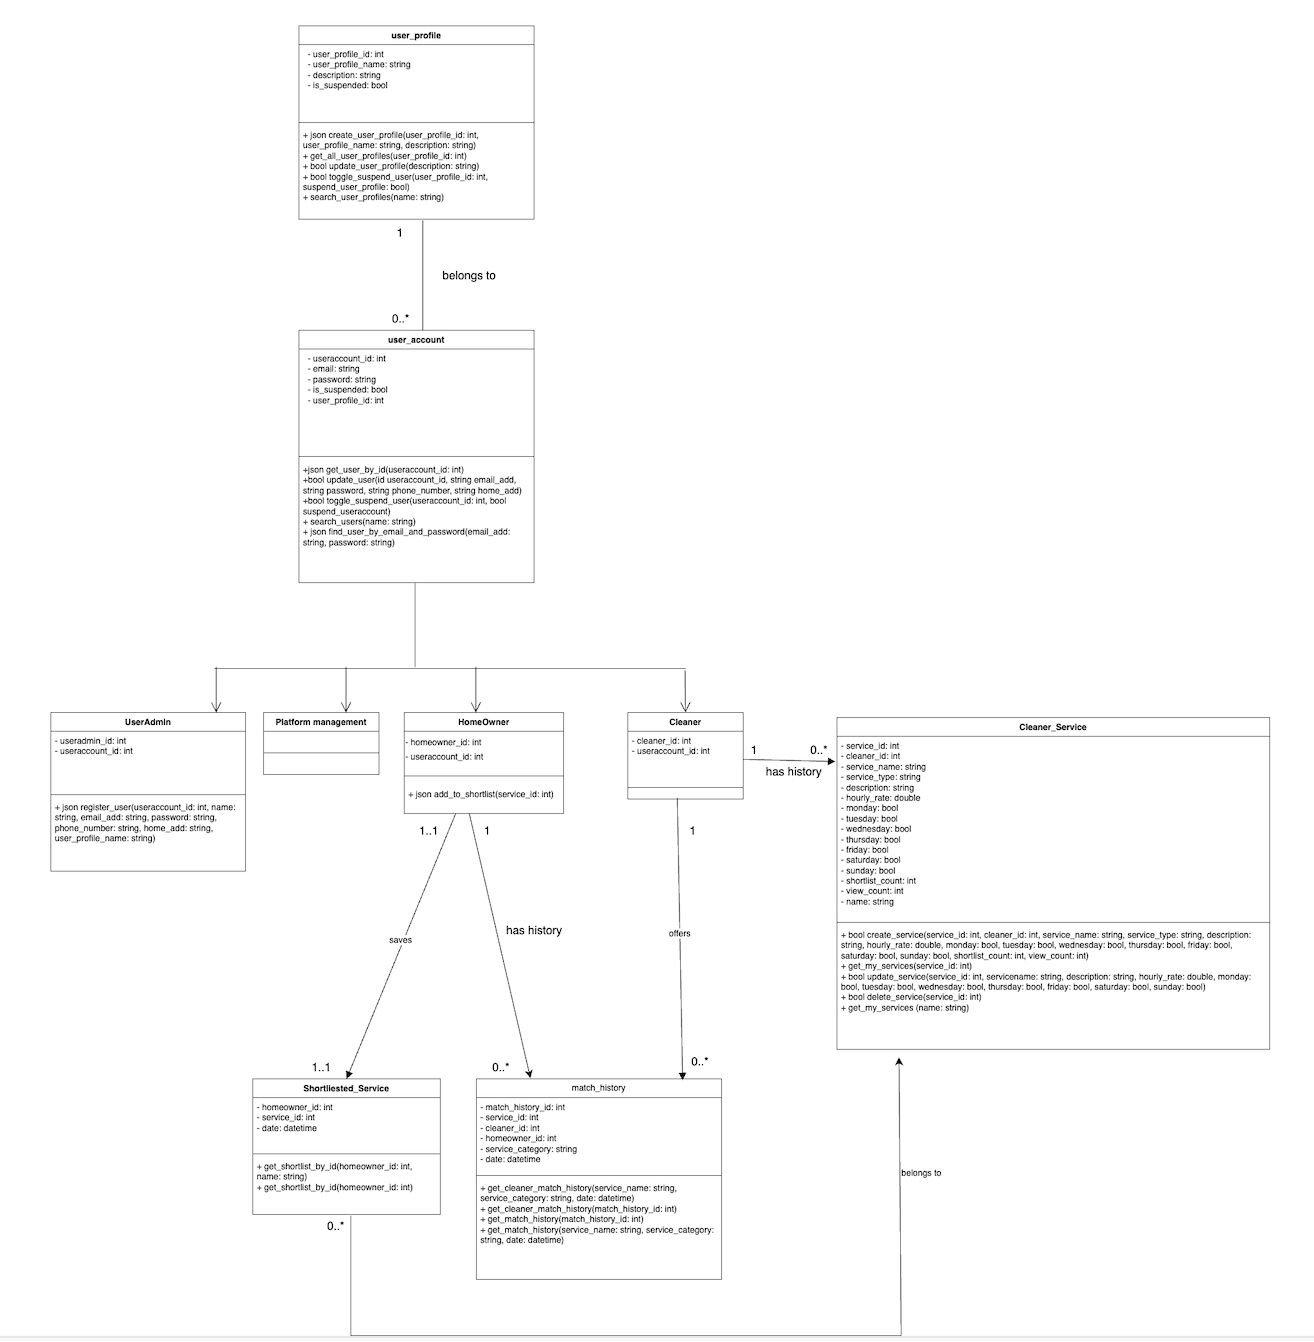 user_profile
- user_profile_id: int
- user_profile_name: string
- description: string
- is_suspended: bool
+ json create_user_profile(user_profile_id: int,
user_profile_name: string, description: string)
+ get_all_user_profiles(user_profile_id: int)
+ bool update_user_profile(description: string)
+ bool toggle_suspend_user(user_profile_id: int,
suspend_user_profile: bool)
+ search_user_profiles(name: string)
1
belongs to
0..*
user_account
- useraccount_id: int
- email: string
- password: string
- is_suspended: bool
- user_profile_id: int
+json get_user_by_id(useraccount_id: int)
+bool update_user(id useraccount_id, string email_add,
string password, string phone_number, string home_add)
+bool toggle_suspend_user(useraccount_id: int, bool
suspend_useraccount)
+ search_users(name: string)
+ json find_user_by_email_and_password(email_add:
string, password: string)
UserAdmin
- useradmin_id: int
- useraccount_id: int
+ json register_user(useraccount_id: int, name:
string, email_add: string, password: string,
phone_number: string, home_add: string,
user_profile_name: string)
Platform management
HomeOwner
- homeowner_id: int
- useraccount_id: int
+ json add_to_shortlist(service_id: int)
Cleaner
- cleaner_id: int
- useraccount_id: int
1
0..*
has history
Cleaner_Service
- service_id: int
- cleaner_id: int
- service_name: string
- service_type: string
- description: string
- hourly_rate: double
- monday: bool
- tuesday: bool
- wednesday: bool
- thursday: bool
- friday: bool
- saturday: bool
- sunday: bool
- shortlist_count: int
- view_count: int
- name: string
+ bool create_service(service_id: int, cleaner_id: int, service_name: string, service_type: string, description:
string, hourly_rate: double, monday: bool, tuesday: bool, wednesday: bool, thursday: bool, friday: bool,
saturday: bool, sunday: bool, shortlist_count: int, view_count: int)
+ get_my_services(service_id: int)
+ bool update_service(service_id: int, servicename: string, description: string, hourly_rate: double, monday:
bool, tuesday: bool, wednesday: bool, thursday: bool, friday: bool, saturday: bool, sunday: bool)
+ bool delete_service(service_id: int)
+ get_my_services (name: string)
1..1
1
1
saves
has history
offers
1..1
0..*
0..*
Shortliested_Service
- homeowner_id: int
- service_id: int
- date: datetime
+ get_shortlist_by_id(homeowner_id: int,
name: string)
+ get_shortlist_by_id(homeowner_id: int)
0..*
match_history
- match_history_id: int
- service_id: int
- cleaner_id: int
- homeowner_id: int
- service_category: string
- date: datetime
+ get_cleaner_match_history(service_name: string,
service_category: string, date: datetime)
+ get_cleaner_match_history(match_history_id: int)
+ get_match_history(match_history_id: int)
+ get_match_history(service_name: string, service_category:
string, date: datetime)
belongs to